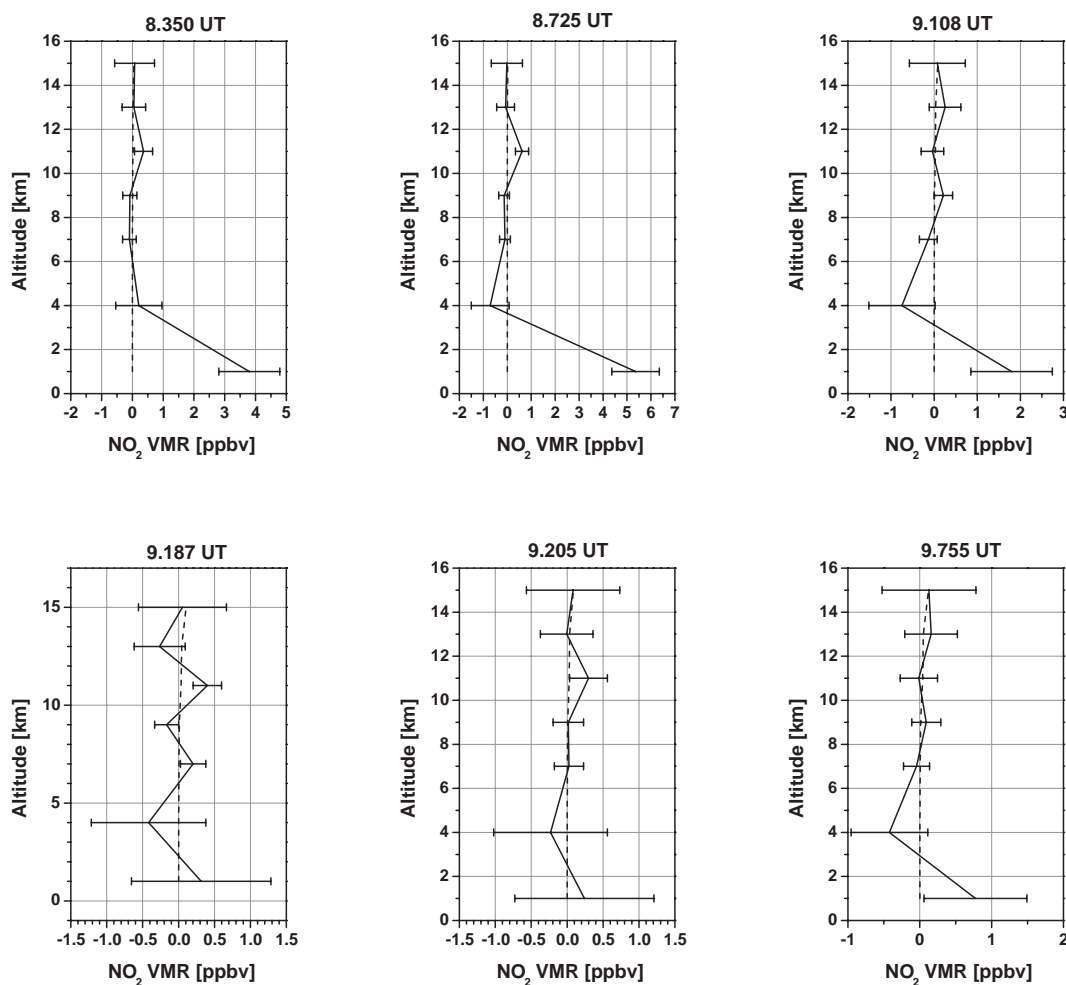 8.350 UT
8.725 UT
9.108 UT
16
14
12
10
8
6
4
2
0
Altitude [km]
-2 -1 0 1 2 3 4 5
NO2 VMR [ppbv]
16
14
12
10
8
6
4
2
0
Altitude [km]
-2 -1 0 1 2 3 4 5 6 7
NO2 VMR [ppbv]
16
14
12
10
8
6
4
2
0
Altitude [km]
-2 -1 0 1 2 3
NO2 VMR [ppbv]
9.187 UT
9.205 UT
9.755 UT
15
10
5
0
Altitude [km]
-1.5 -1.0 -0.5 0.0 0.5 1.0 1.5
NO2 VMR [ppbv]
16
14
12
10
8
6
4
2
0
Altitude [km]
-1.5 -1.0 -0.5 0.0 0.5 1.0 1.5
NO2 VMR [ppbv]
16
14
12
10
8
6
4
2
0
Altitude [km]
-1 0 1 2
NO2 VMR [ppbv]